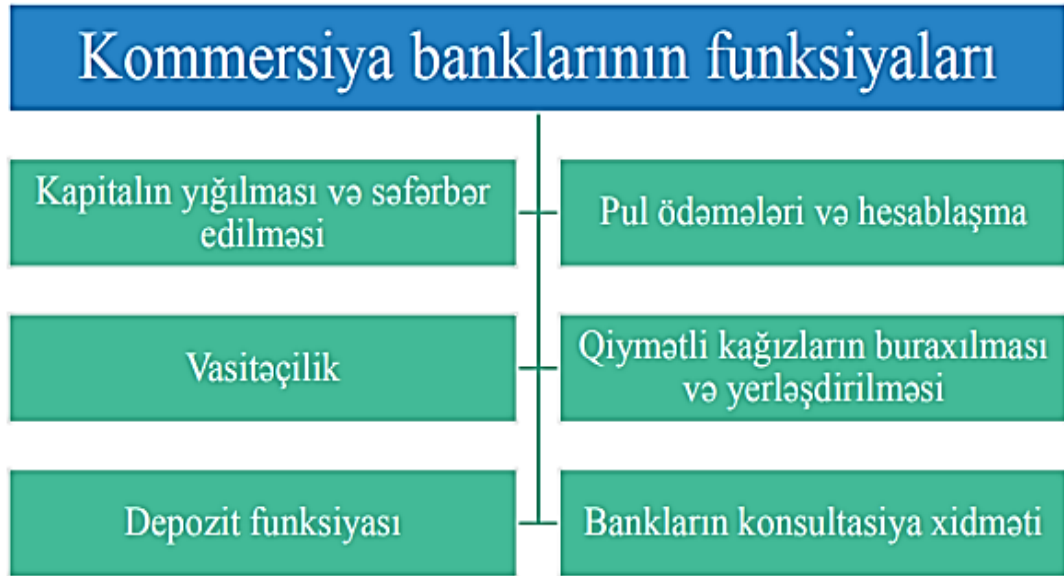 Kommersiya banklarının funksiyaları
Kapitalın yığılması və səfərbər
edilməsi
Pul ödəmələri və hesablaşma
Vasitəçilik
Qiymətli kağızların buraxılması
və yerləşdirilməsi
Depozit funksiyası
Bankların konsultasiya xidməti